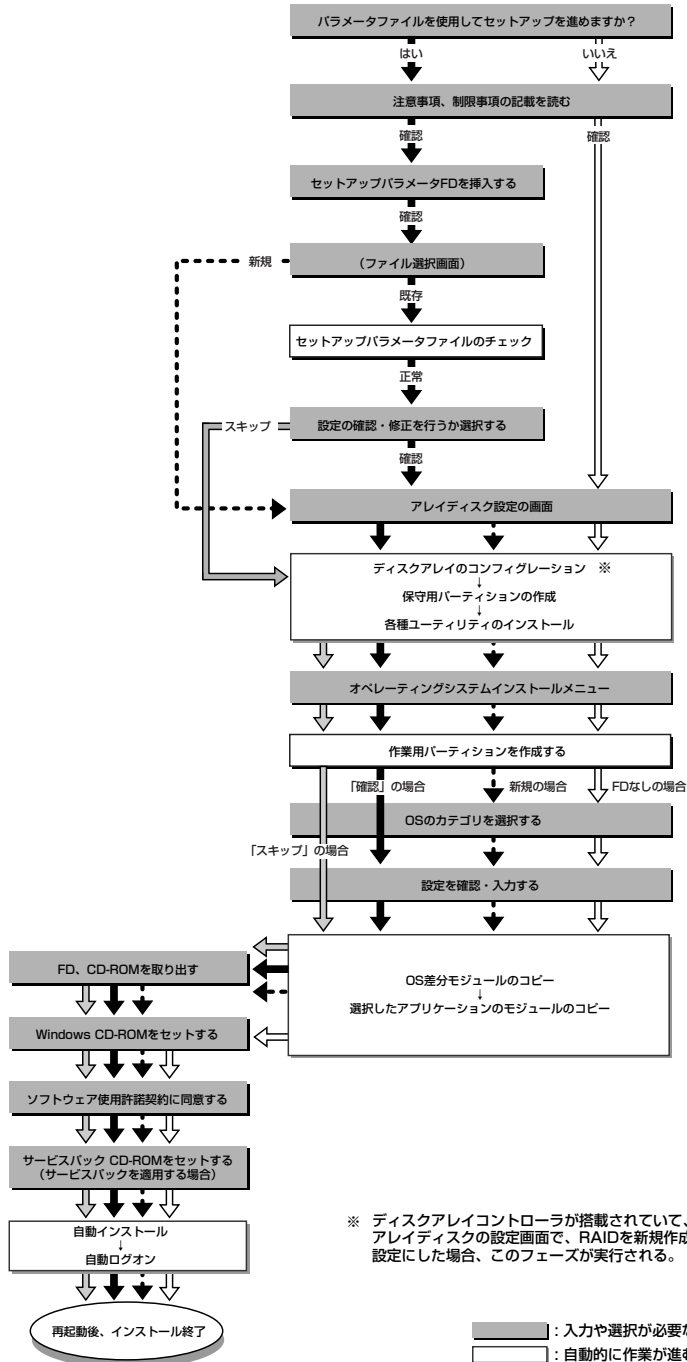 パラメータファイルを使用してセットアップを進めますか？
はい
いいえ
注意事項、制限事項の記載を読む
確認
確認
セットアップパラメータFDを挿入する
確認
新規
（ファイル選択画面）
既存
セットアップパラメータファイルのチェック
正常
スキップ
設定の確認・修正を行うか選択する
確認
アレイディスク設定の画面
ディスクアレイのコンフィグレーション ※
↓
保守用パーティションの作成
↓
各種ユーティリティのインストール
オペレーティングシステムインストールメニュー
作業用パーティションを作成する
「確認」の場合
新規の場合
FDなしの場合
OSのカテゴリを選択する
「スキップ」の場合
設定を確認・入力する
OS差分モジュールのコピー
↓
選択したアプリケーションのモジュールのコピー
FD、CD-ROMを取り出す
Windows CD-ROMをセットする
ソフトウェア使用許諾契約に同意する
サービスパック CD-ROMをセットする
（サービスパックを適用する場合）
自動インストール
↓
自動ログオン
再起動後、インストール終了
※ ディスクアレイコントローラが搭載されていて、
アレイディスクの設定画面で、RAIDを新規作成
設定にした場合、このフェーズが実行される。
：入力や選択が必要な
：自動的に作業が進む